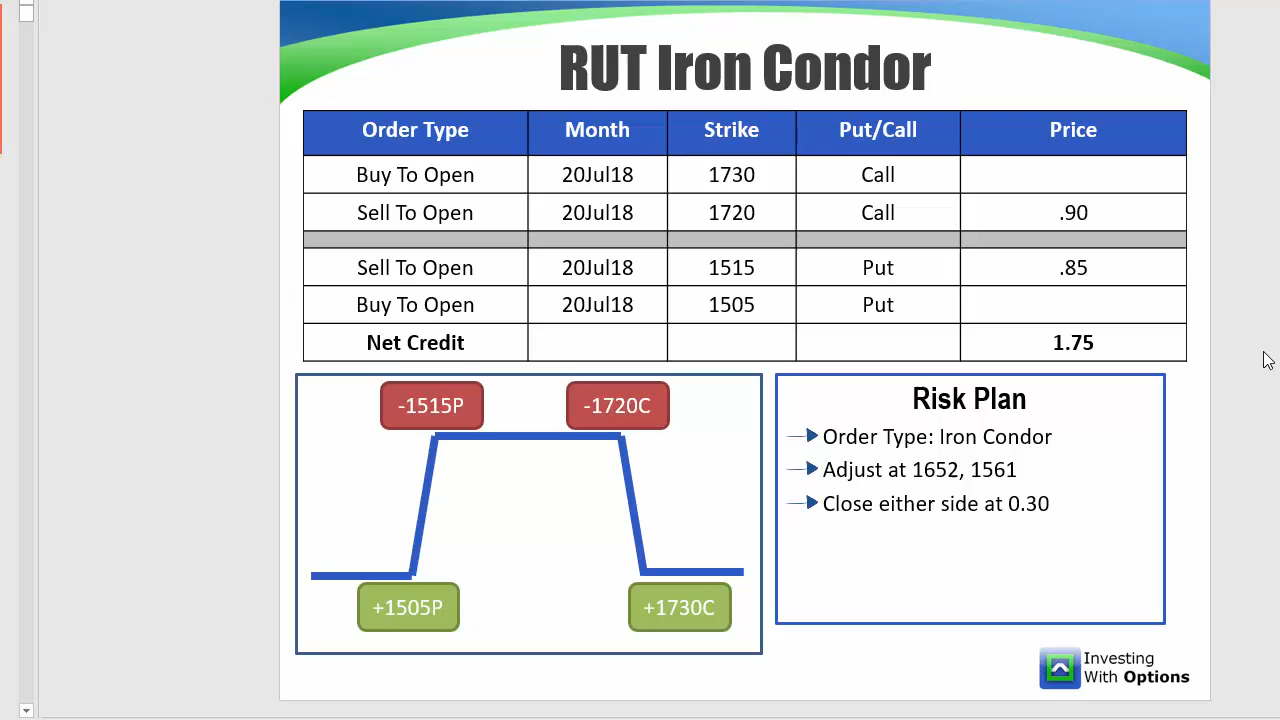 RUT Iron Condor
Order Type Month Strike Put/Call Price
Buy To Open 20Jul18 1730 Call
Sell To Open 20Jul18 1720 Call .90
Sell To Open 20Jul18 1515 Put .85
Buy To Open 20Jul18 1505 Put
Net Credit 1.75
-1515P -1720C
+1505P +1730C
Risk Plan
Order Type: Iron Condor
Adjust at 1652, 1561
Close either side at 0.30
Investing
With Options